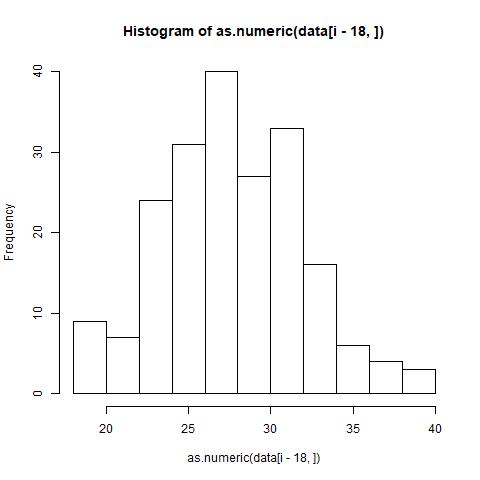 Histogram of as.numeric(data[i - 18, ])
Frequency
40
30
20
10
0
20 25 30 35 40
as.numeric(data[i - 18, ])